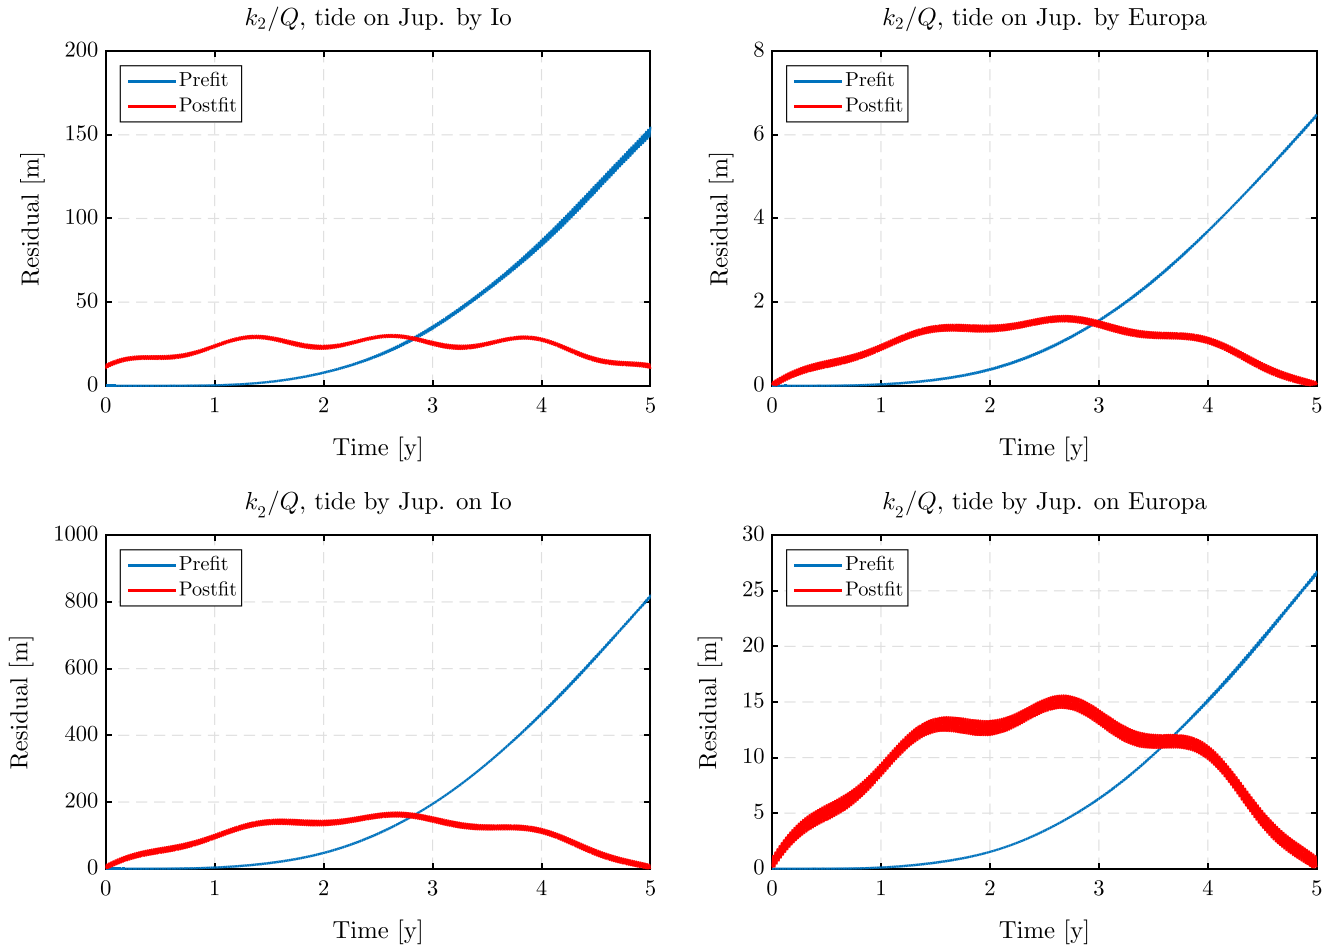 k₂/Q, tide on Jup. by Io
200
150
100
50
0
Residual [m]
Prefit
Postfit
0 1 2 3 4 5
Time [y]
k₂/Q, tide on Jup. by Europa
8
6
4
2
0
Residual [m]
Prefit
Postfit
0 1 2 3 4 5
Time [y]
k₂/Q, tide by Jup. on Io
1000
800
600
400
200
0
Residual [m]
Prefit
Postfit
0 1 2 3 4 5
Time [y]
k₂/Q, tide by Jup. on Europa
30
25
20
15
10
5
0
Residual [m]
Prefit
Postfit
0 1 2 3 4 5
Time [y]